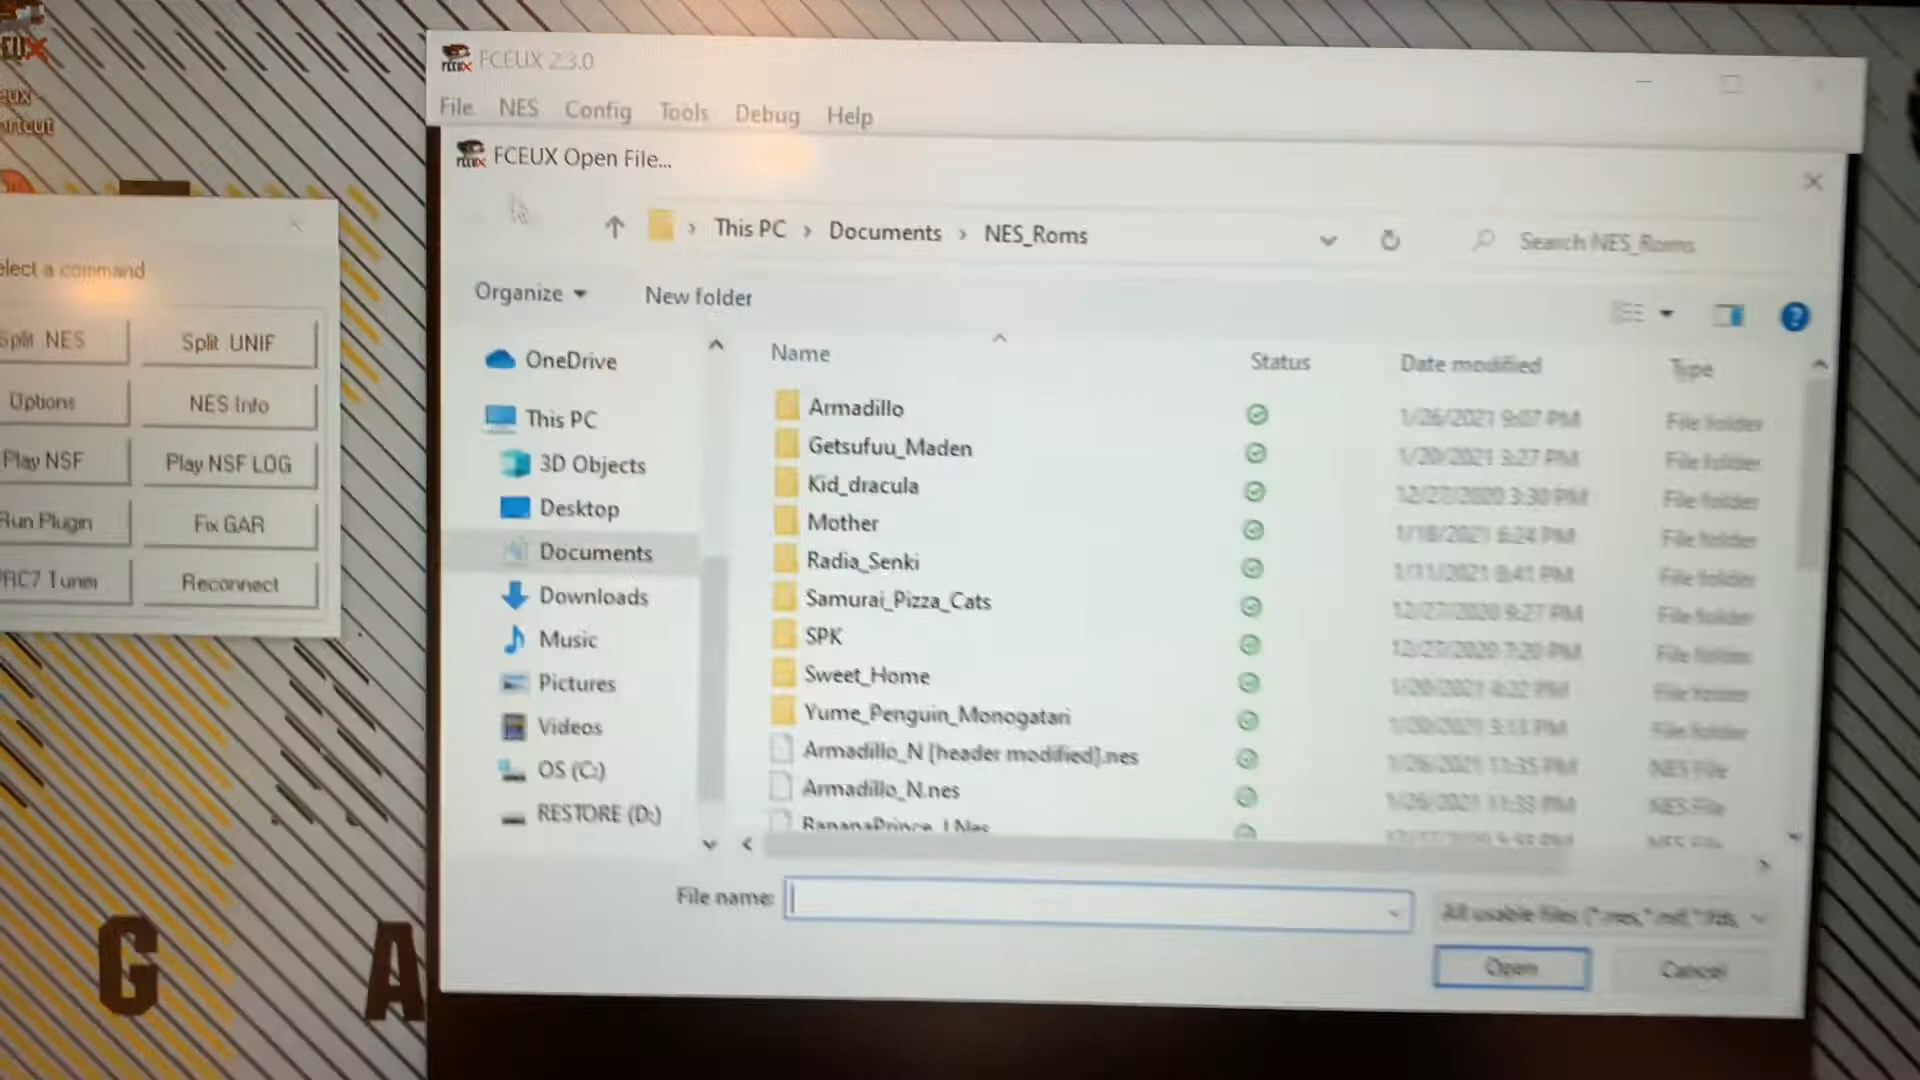 FCEUX 2.3.0
File NES Config Tools Debug Help
FCEUX Open File...
This PC › Documents › NES_Roms
Search NES_Roms
Organize
New folder
OneDrive
This PC
3D Objects
Desktop
Documents
Downloads
Music
Pictures
Videos
OS (C:)
RESTORE (D:)
Name Status Date modified Type
Armadillo 1/26/2021 9:07 PM File folder
Getsufuu_Maden 1/20/2021 3:27 PM File folder
Kid_dracula 12/27/2020 3:30 PM File folder
Mother 1/18/2021 6:24 PM File folder
Radia_Senki 1/11/2021 8:41 PM File folder
Samurai_Pizza_Cats 12/27/2020 9:27 PM File folder
SPK 12/27/2020 7:20 PM File folder
Sweet_Home 1/20/2021 4:22 PM File folder
Yume_Penguin_Monogatari 1/20/2021 3:13 PM File folder
Armadillo_N [header modified].nes 1/26/2021 11:35 PM NES File
Armadillo_N.nes 1/26/2021 11:33 PM NES File
BananaPrince_J.Nes
File name:
All usable files (*.nes,*.nsf,*.fds,
Open
Cancel
elect a command
Split .NES
Split .UNIF
Options
NES Info
Play NSF
Play NSF LOG
Run Plugin
Fix GAR
VRC7 Tuner
Reconnect
EUX
eux -
ortcut
G A